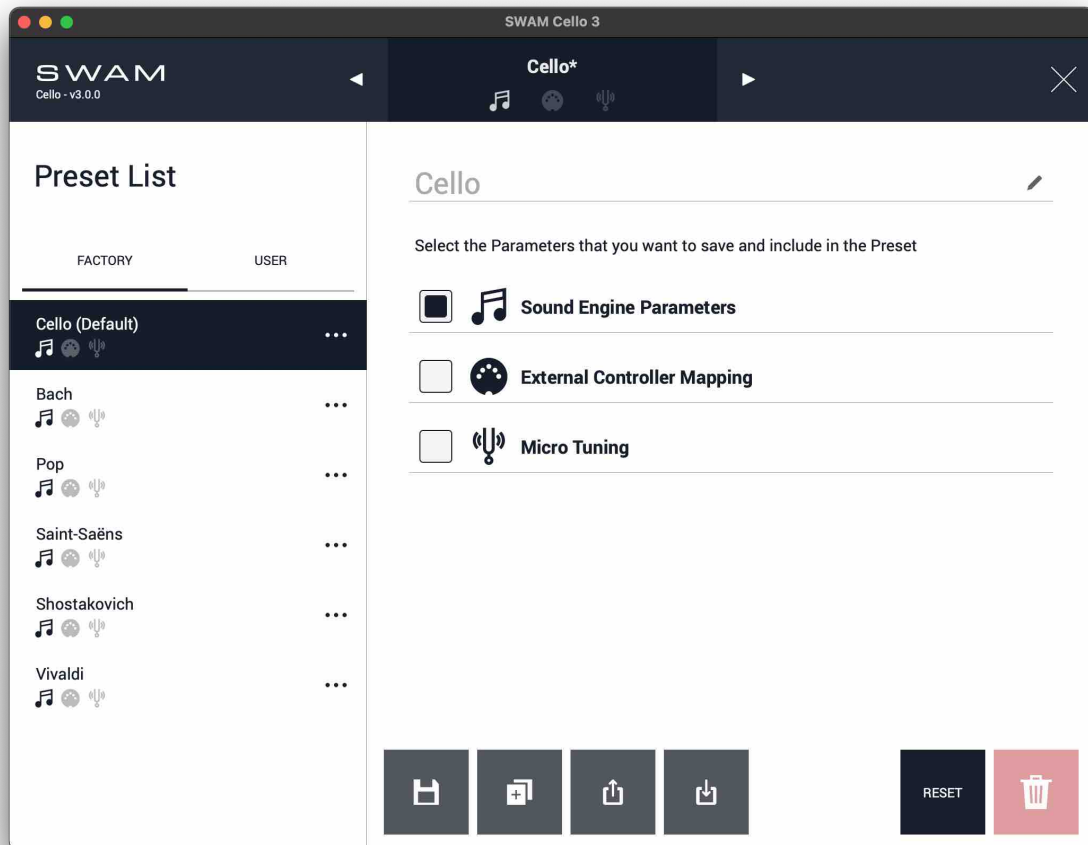 SWAM Cello 3
SWAM
Cello - v3.0.0
Cello*
Preset List
FACTORY
USER
Cello (Default)
Bach
Pop
Saint-Saëns
Shostakovich
Vivaldi
Cello
Select the Parameters that you want to save and include in the Preset
Sound Engine Parameters
External Controller Mapping
Micro Tuning
RESET